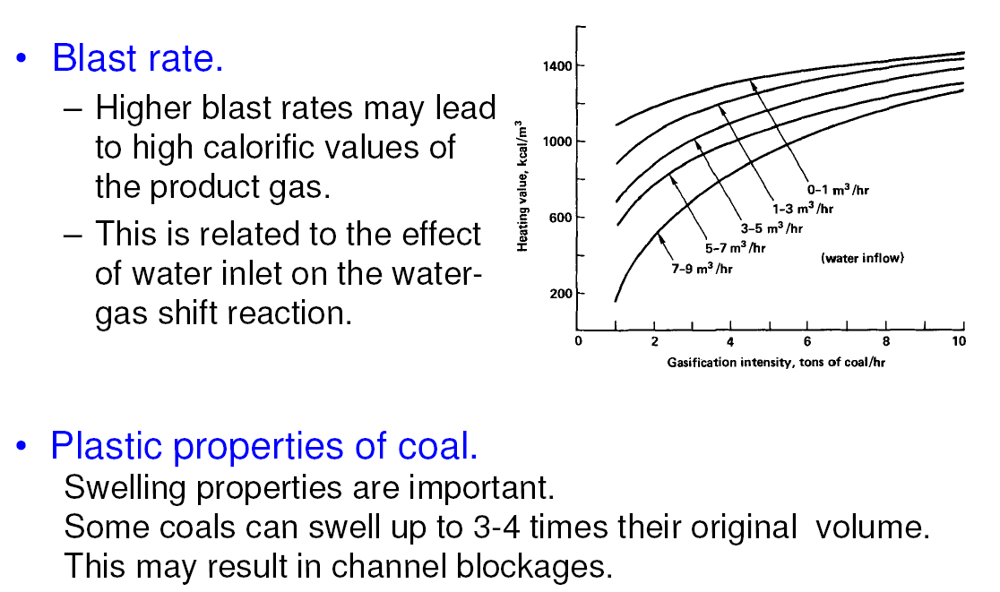 • Blast rate.
– Higher blast rates may lead
to high calorific values of
the product gas.
– This is related to the effect
of water inlet on the water-
gas shift reaction.
Heating value, kcal/m³
1400
1000
600
200
0 2 4 6 8 10
Gasification intensity, tons of coal/hr
0–1 m³/hr
1–3 m³/hr
3–5 m³/hr
5–7 m³/hr
7–9 m³/hr
(water inflow)
• Plastic properties of coal.
Swelling properties are important.
Some coals can swell up to 3-4 times their original volume.
This may result in channel blockages.